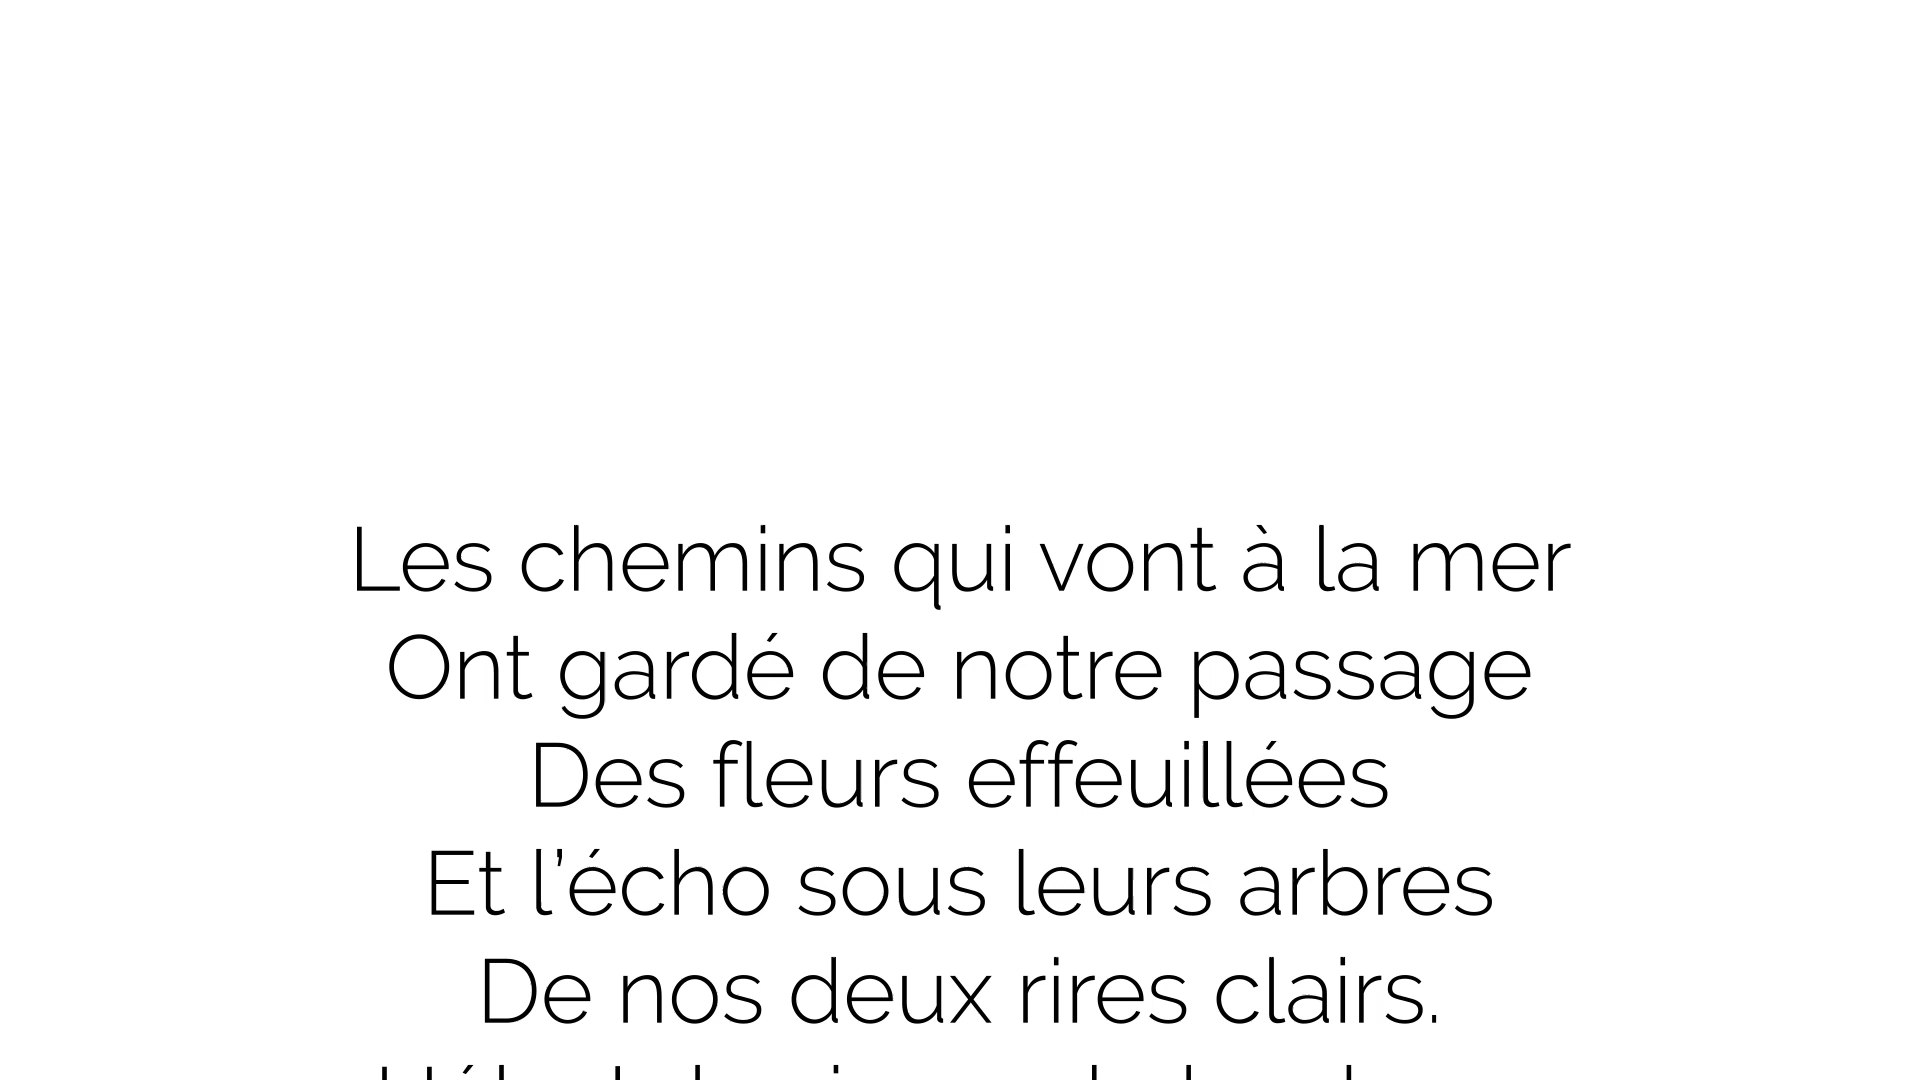 Les chemins qui vont à la mer
Ont gardé de notre passage
Des fleurs effeuillées
Et l’écho sous leurs arbres
De nos deux rires clairs.